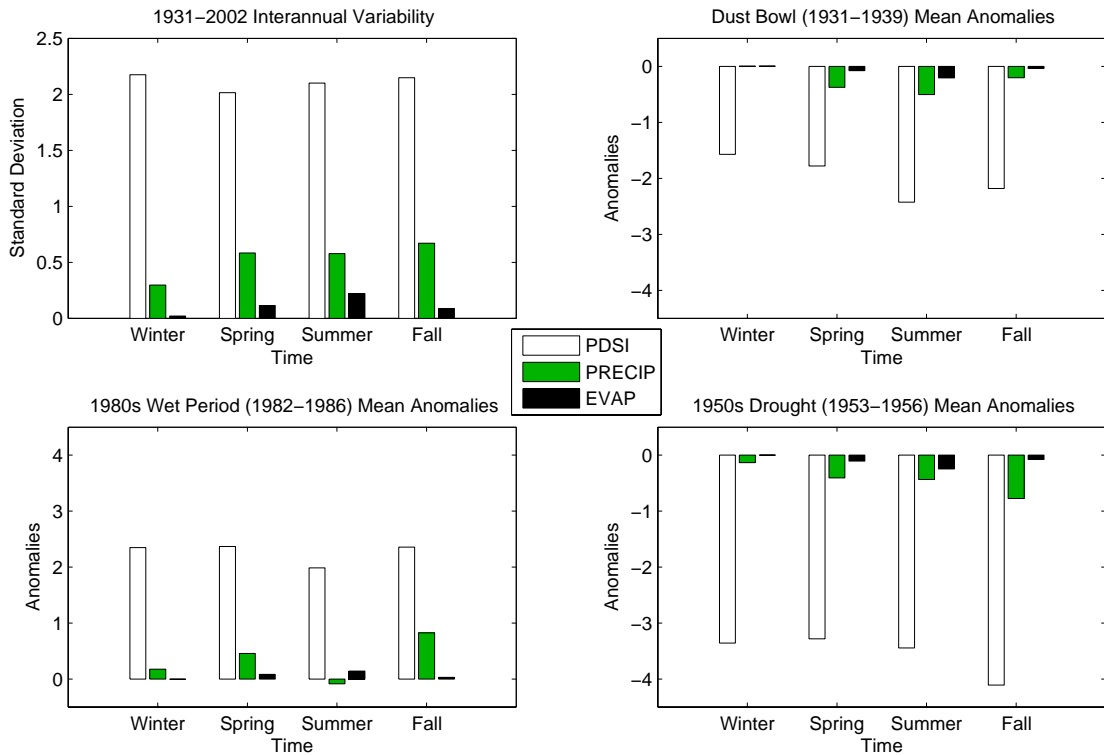 1931−2002 Interannual Variability
2.5
2
1.5
1
0.5
0
Standard Deviation
Winter Spring Summer Fall
Time
Dust Bowl (1931−1939) Mean Anomalies
0
−1
−2
−3
−4
Anomalies
Winter Spring Summer Fall
Time
PDSI
PRECIP
EVAP
1980s Wet Period (1982−1986) Mean Anomalies
4
3
2
1
0
Anomalies
Winter Spring Summer Fall
Time
1950s Drought (1953−1956) Mean Anomalies
0
−1
−2
−3
−4
Anomalies
Winter Spring Summer Fall
Time